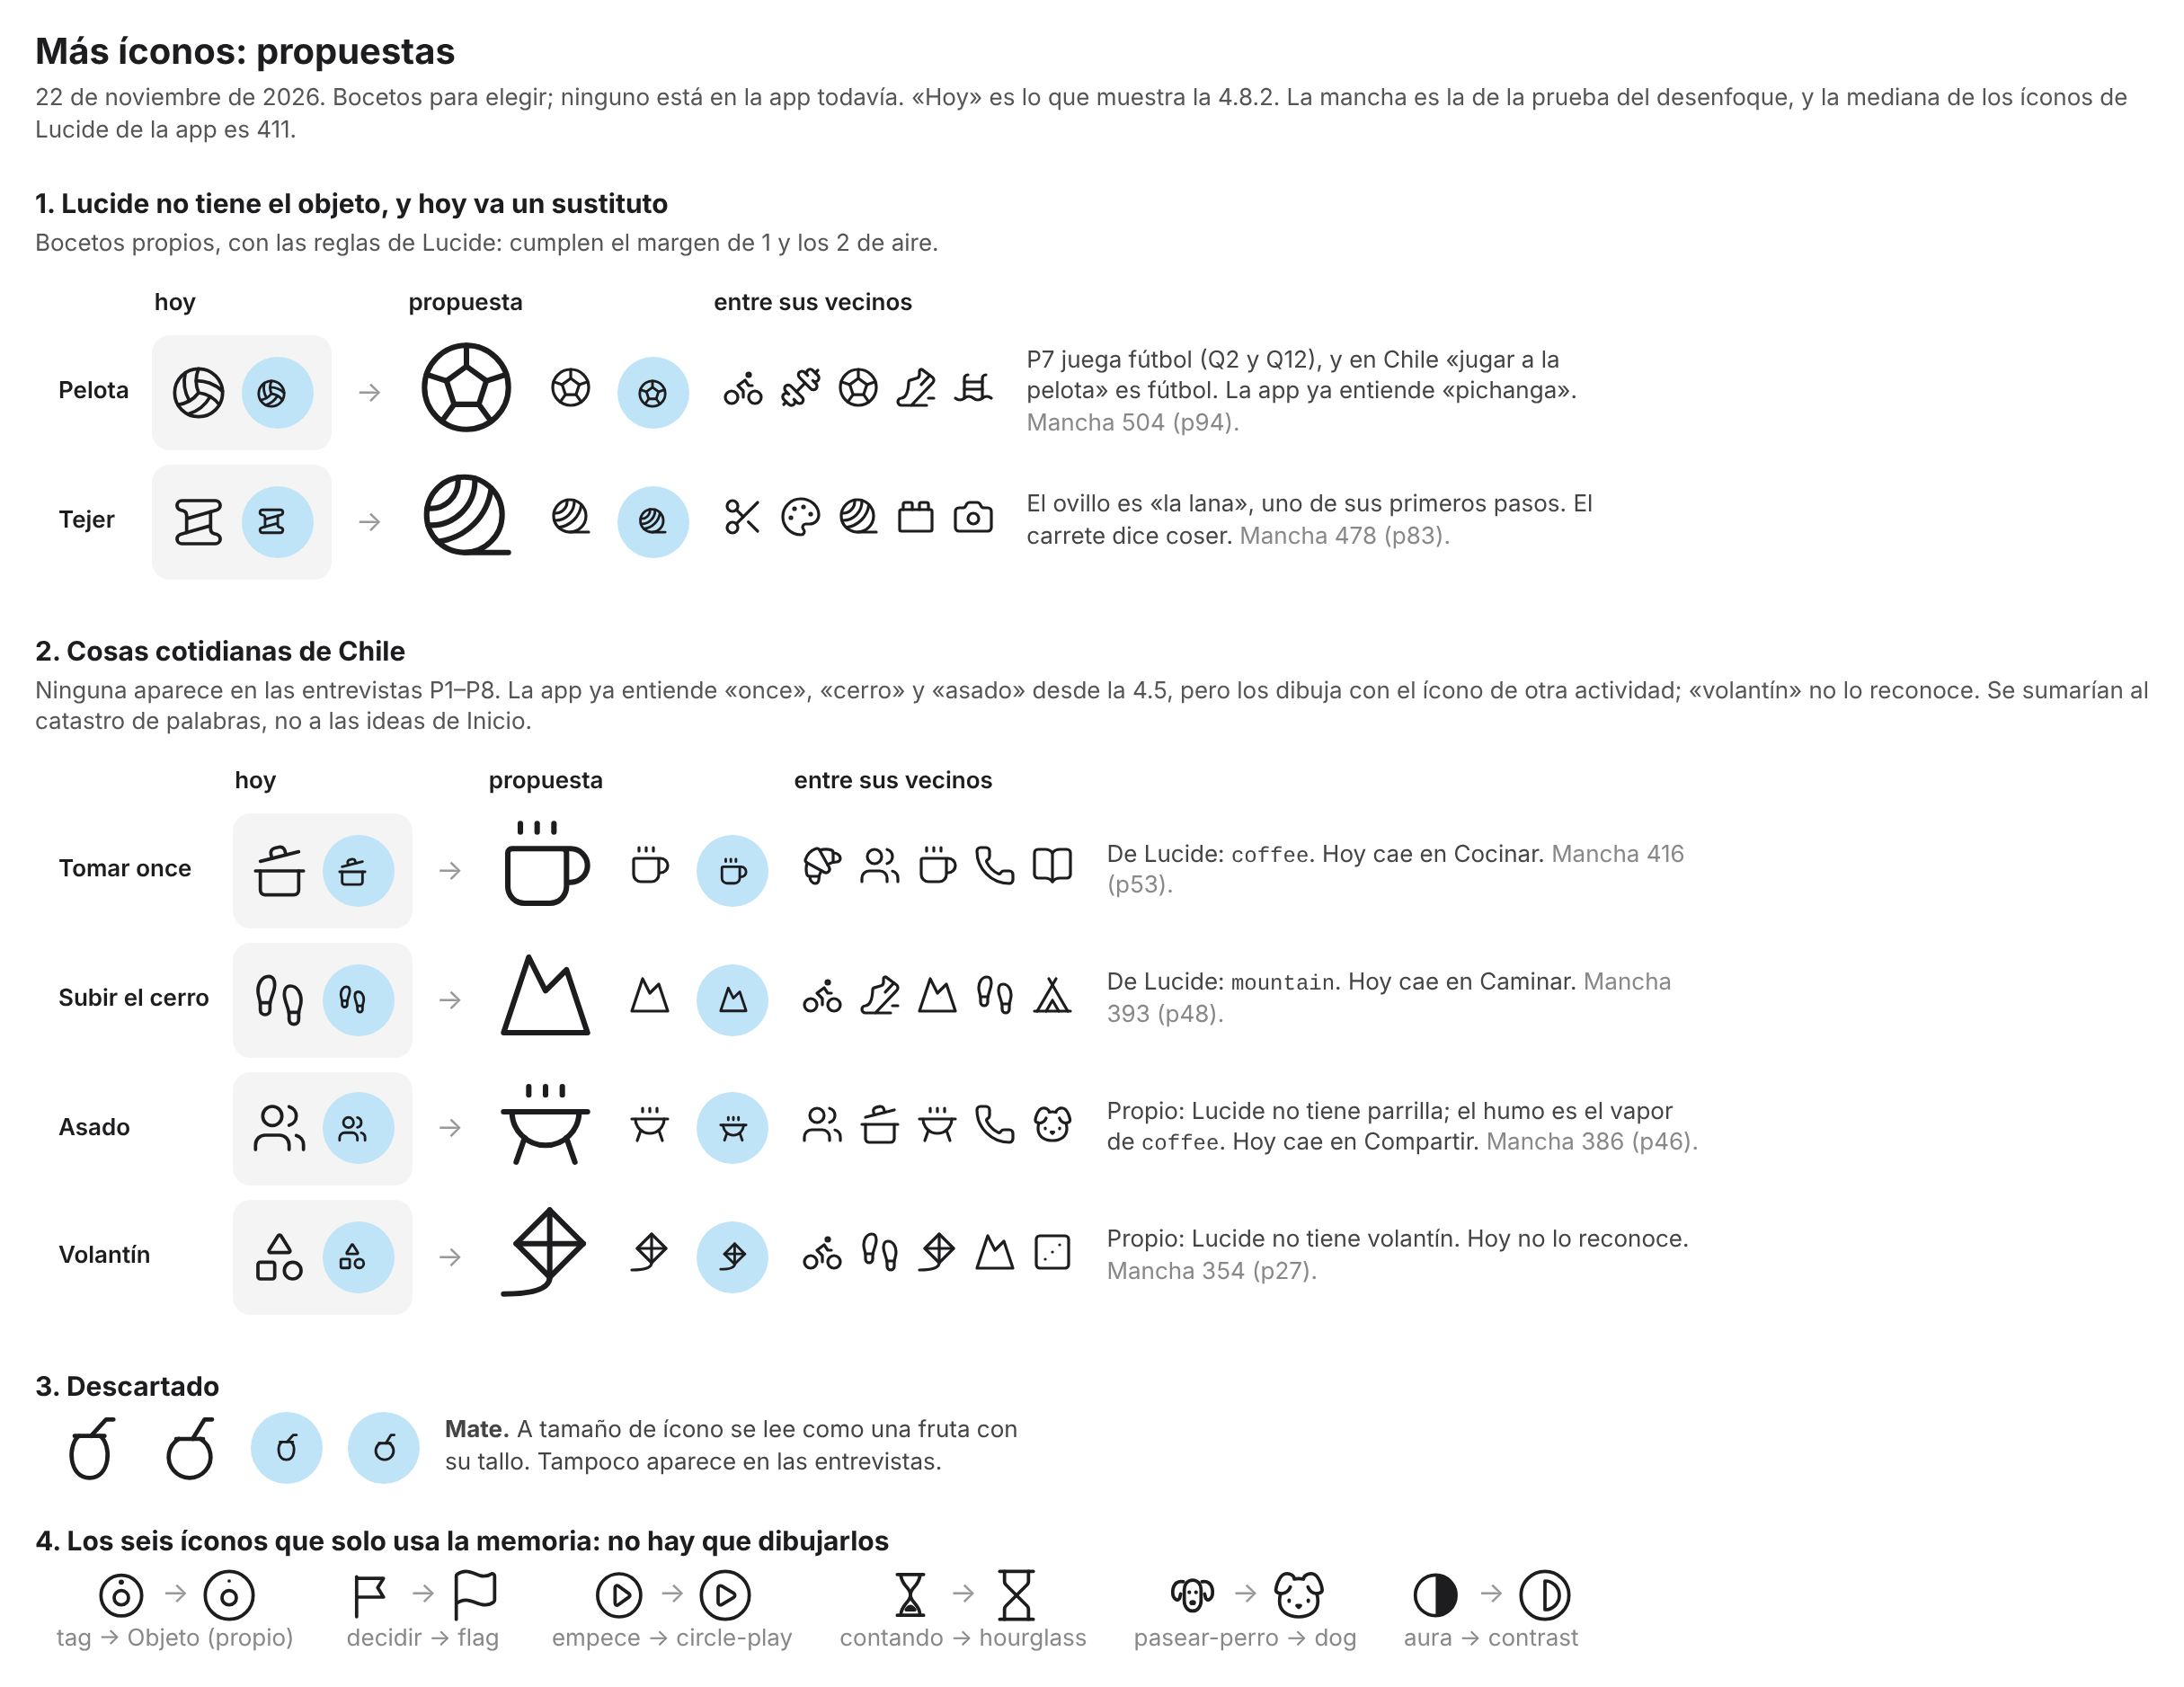 Más íconos: propuestas
22 de noviembre de 2026. Bocetos para elegir; ninguno está en la app todavía. «Hoy» es lo que muestra la 4.8.2. La mancha es la de la prueba del desenfoque, y la mediana de los íconos de
Lucide de la app es 411.
1. Lucide no tiene el objeto, y hoy va un sustituto
Bocetos propios, con las reglas de Lucide: cumplen el margen de 1 y los 2 de aire.
hoy propuesta entre sus vecinos
Pelota
P7 juega fútbol (Q2 y Q12), y en Chile «jugar a la
pelota» es fútbol. La app ya entiende «pichanga».
Mancha 504 (p94).
Tejer
El ovillo es «la lana», uno de sus primeros pasos. El
carrete dice coser. Mancha 478 (p83).
2. Cosas cotidianas de Chile
Ninguna aparece en las entrevistas P1–P8. La app ya entiende «once», «cerro» y «asado» desde la 4.5, pero los dibuja con el ícono de otra actividad; «volantín» no lo reconoce. Se sumarían al
catastro de palabras, no a las ideas de Inicio.
hoy propuesta entre sus vecinos
Tomar once
De Lucide: coffee. Hoy cae en Cocinar. Mancha 416
(p53).
Subir el cerro
De Lucide: mountain. Hoy cae en Caminar. Mancha
393 (p48).
Asado
Propio: Lucide no tiene parrilla; el humo es el vapor
de coffee. Hoy cae en Compartir. Mancha 386 (p46).
Volantín
Propio: Lucide no tiene volantín. Hoy no lo reconoce.
Mancha 354 (p27).
3. Descartado
Mate. A tamaño de ícono se lee como una fruta con
su tallo. Tampoco aparece en las entrevistas.
4. Los seis íconos que solo usa la memoria: no hay que dibujarlos
tag → Objeto (propio) decidir → flag empece → circle-play contando → hourglass pasear-perro → dog aura → contrast